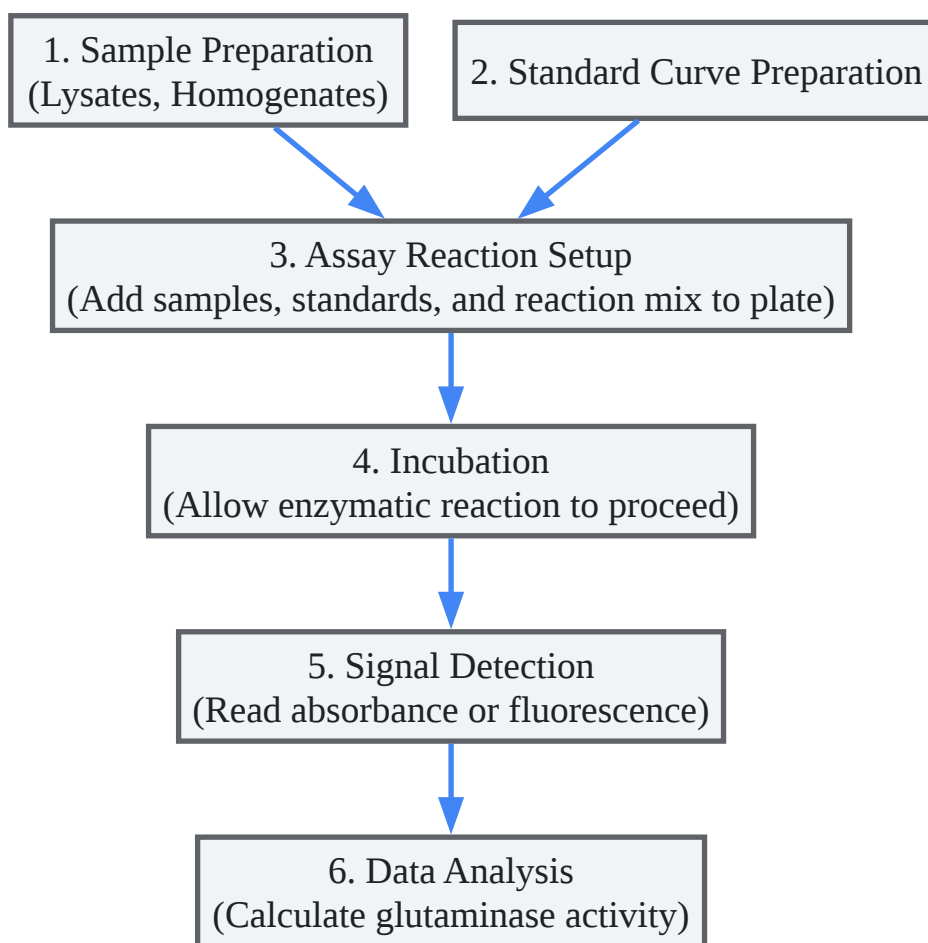 1. Sample Preparation
(Lysates, Homogenates)
2. Standard Curve Preparation
3. Assay Reaction Setup
(Add samples, standards, and reaction mix to plate)
4. Incubation
(Allow enzymatic reaction to proceed)
5. Signal Detection
(Read absorbance or fluorescence)
6. Data Analysis
(Calculate glutaminase activity)